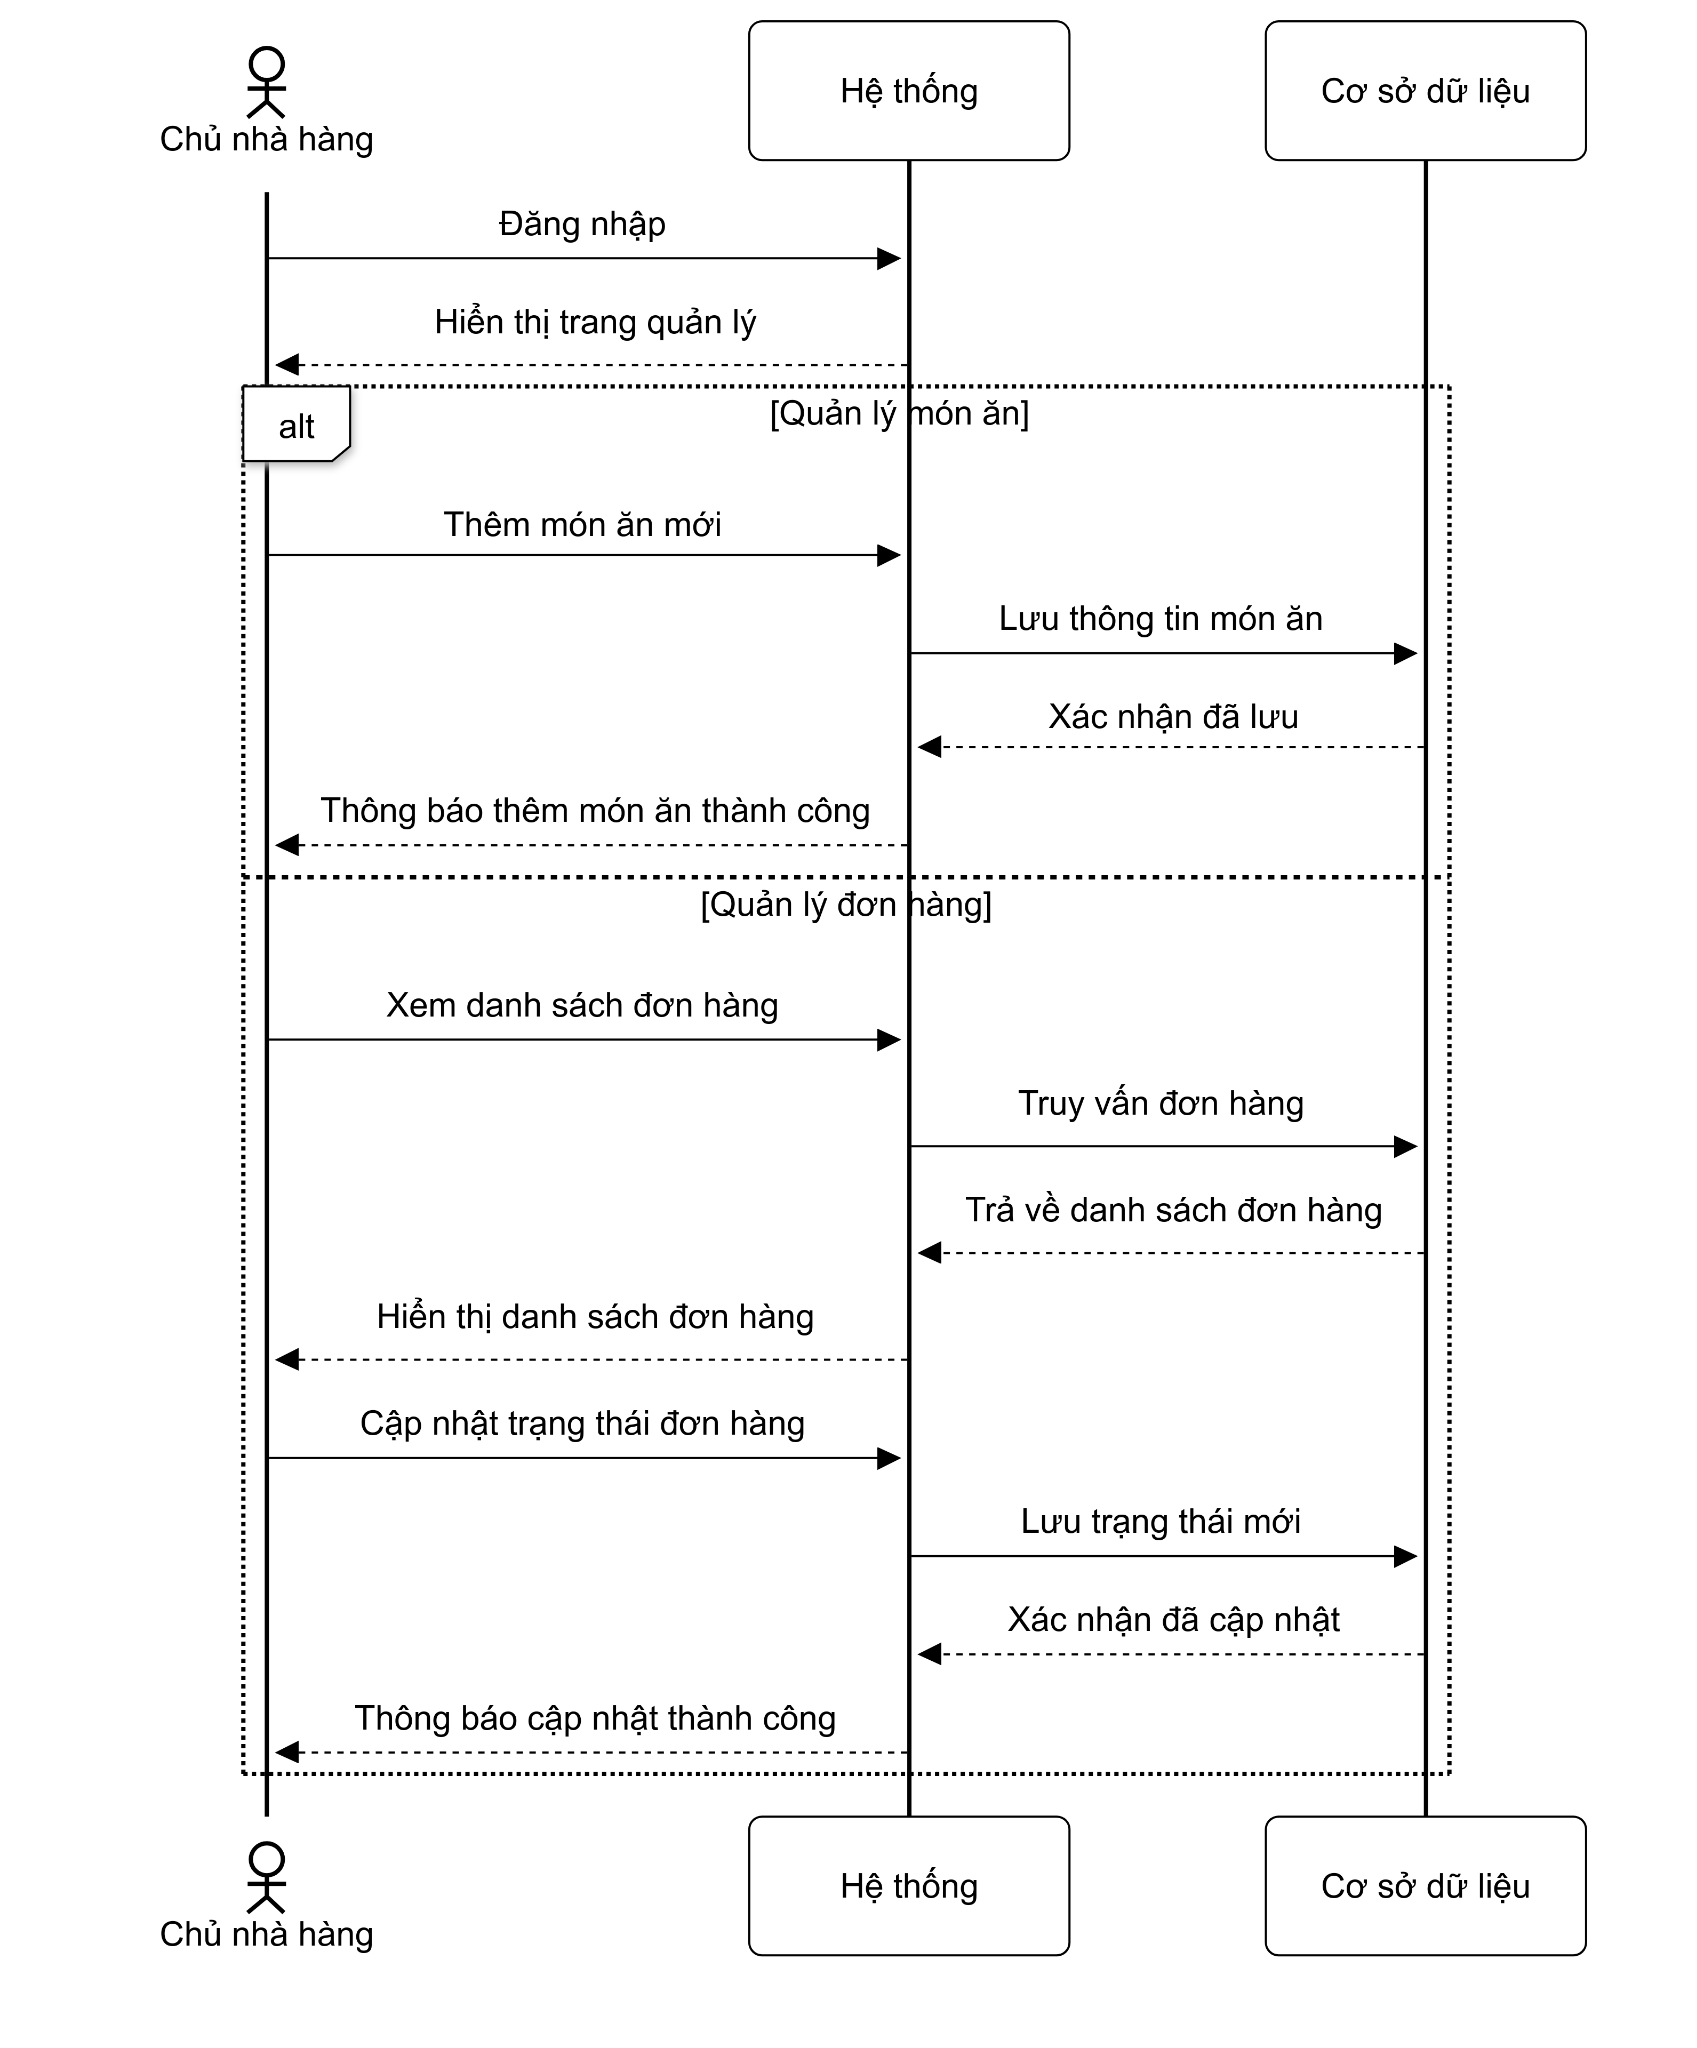 Chủ nhà hàng
Hệ thống
Cơ sở dữ liệu
Đăng nhập
Hiển thị trang quản lý
alt
[Quản lý món ăn]
Thêm món ăn mới
Lưu thông tin món ăn
Xác nhận đã lưu
Thông báo thêm món ăn thành công
[Quản lý đơn hàng]
Xem danh sách đơn hàng
Truy vấn đơn hàng
Trả về danh sách đơn hàng
Hiển thị danh sách đơn hàng
Cập nhật trạng thái đơn hàng
Lưu trạng thái mới
Xác nhận đã cập nhật
Thông báo cập nhật thành công
Chủ nhà hàng
Hệ thống
Cơ sở dữ liệu